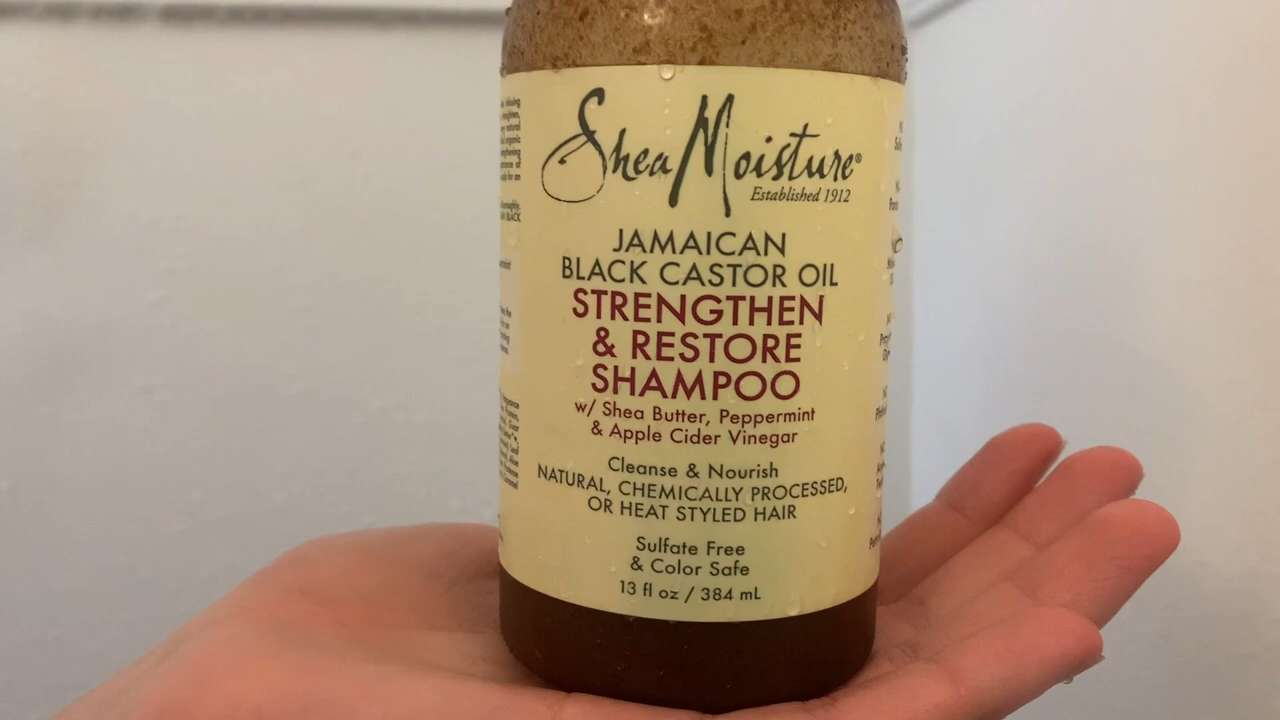 SheaMoisture®
Established 1912
JAMAICAN
BLACK CASTOR OIL
STRENGTHEN
& RESTORE
SHAMPOO
w/ Shea Butter, Peppermint
& Apple Cider Vinegar
Cleanse & Nourish
NATURAL, CHEMICALLY PROCESSED,
OR HEAT STYLED HAIR
Sulfate Free
& Color Safe
13 fl oz / 384 mL